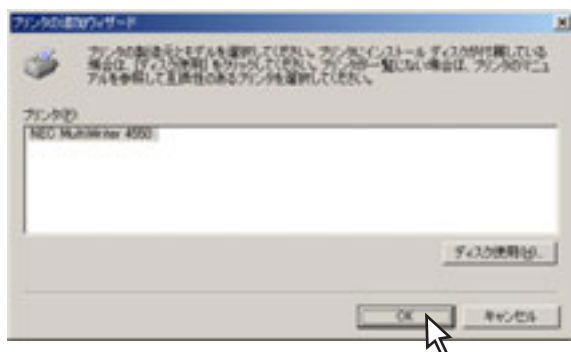 プリンタの追加ウィザード
プリンタの製造元とモデルを選択してください。プリンタにインストール ディスクが付属している
場合は、[ディスク使用] をクリックしてください。プリンタが一覧にない場合は、プリンタのマニュ
アルを参照して互換性のあるプリンタを選択してください。
プリンタ(P)
NEC MultiWriter 4550
ディスク使用(H)...
OK
キャンセル